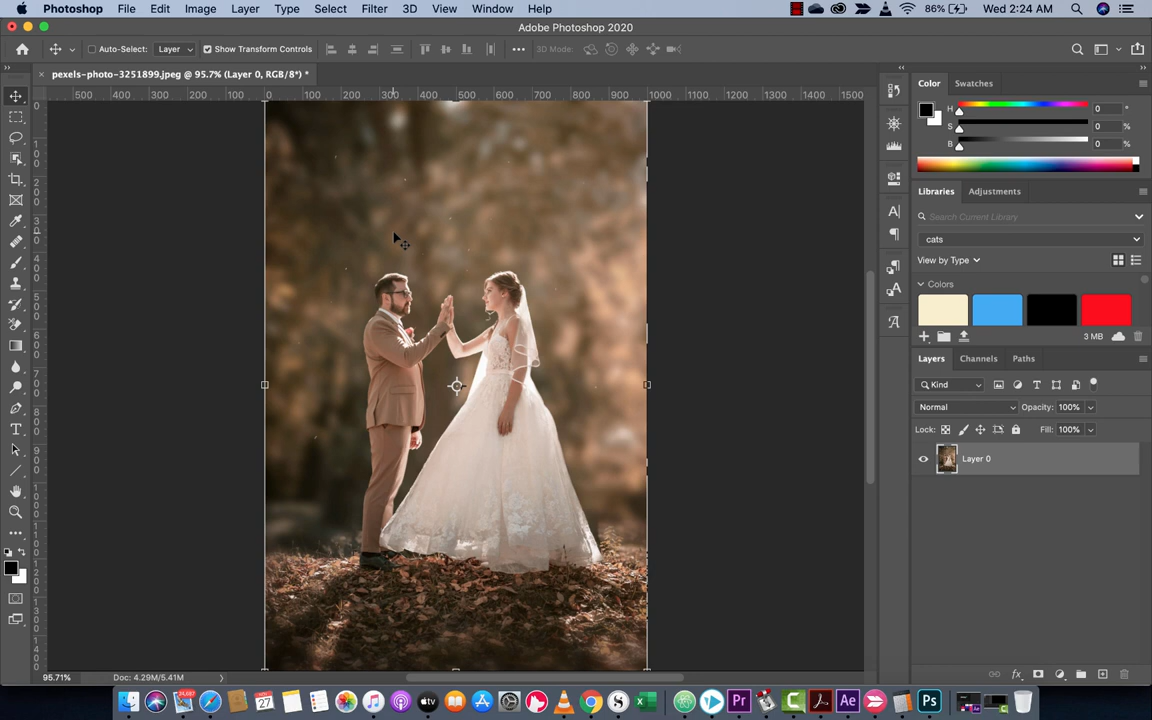 Photoshop File Edit Image Layer Type Select Filter 3D View Window Help 86% Wed 2:24 AM
Adobe Photoshop 2020
Auto-Select: Layer Show Transform Controls 3D Mode:
pexels-photo-3251899.jpeg @ 95.7% (Layer 0, RGB/8*) *
500 400 300 200 100 0 100 200 300 400 500 600 700 800 900 1000 1100 1200 1300 1400 1500
Color Swatches
H 0 °
S 0 %
B 0 %
Libraries Adjustments
Search Current Library
cats
View by Type
Colors
3 MB
Layers Channels Paths
Kind
Normal Opacity: 100%
Lock: Fill: 100%
Layer 0
95.71% Doc: 4.29M/5.41M